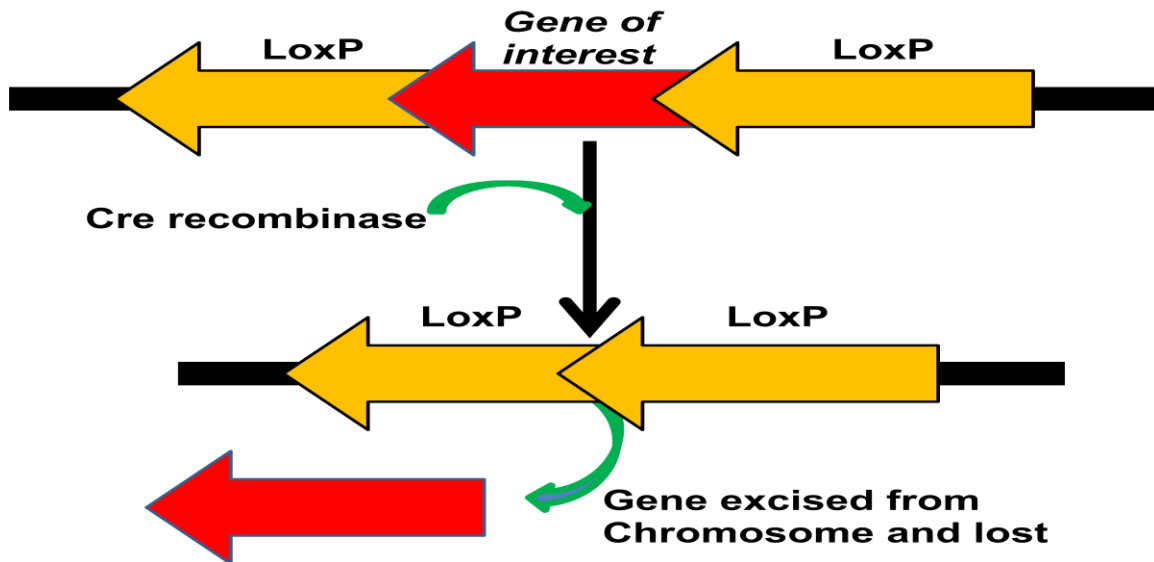 LoxP
Gene of
interest
LoxP
Cre recombinase
LoxP
LoxP
Gene excised from
Chromosome and lost